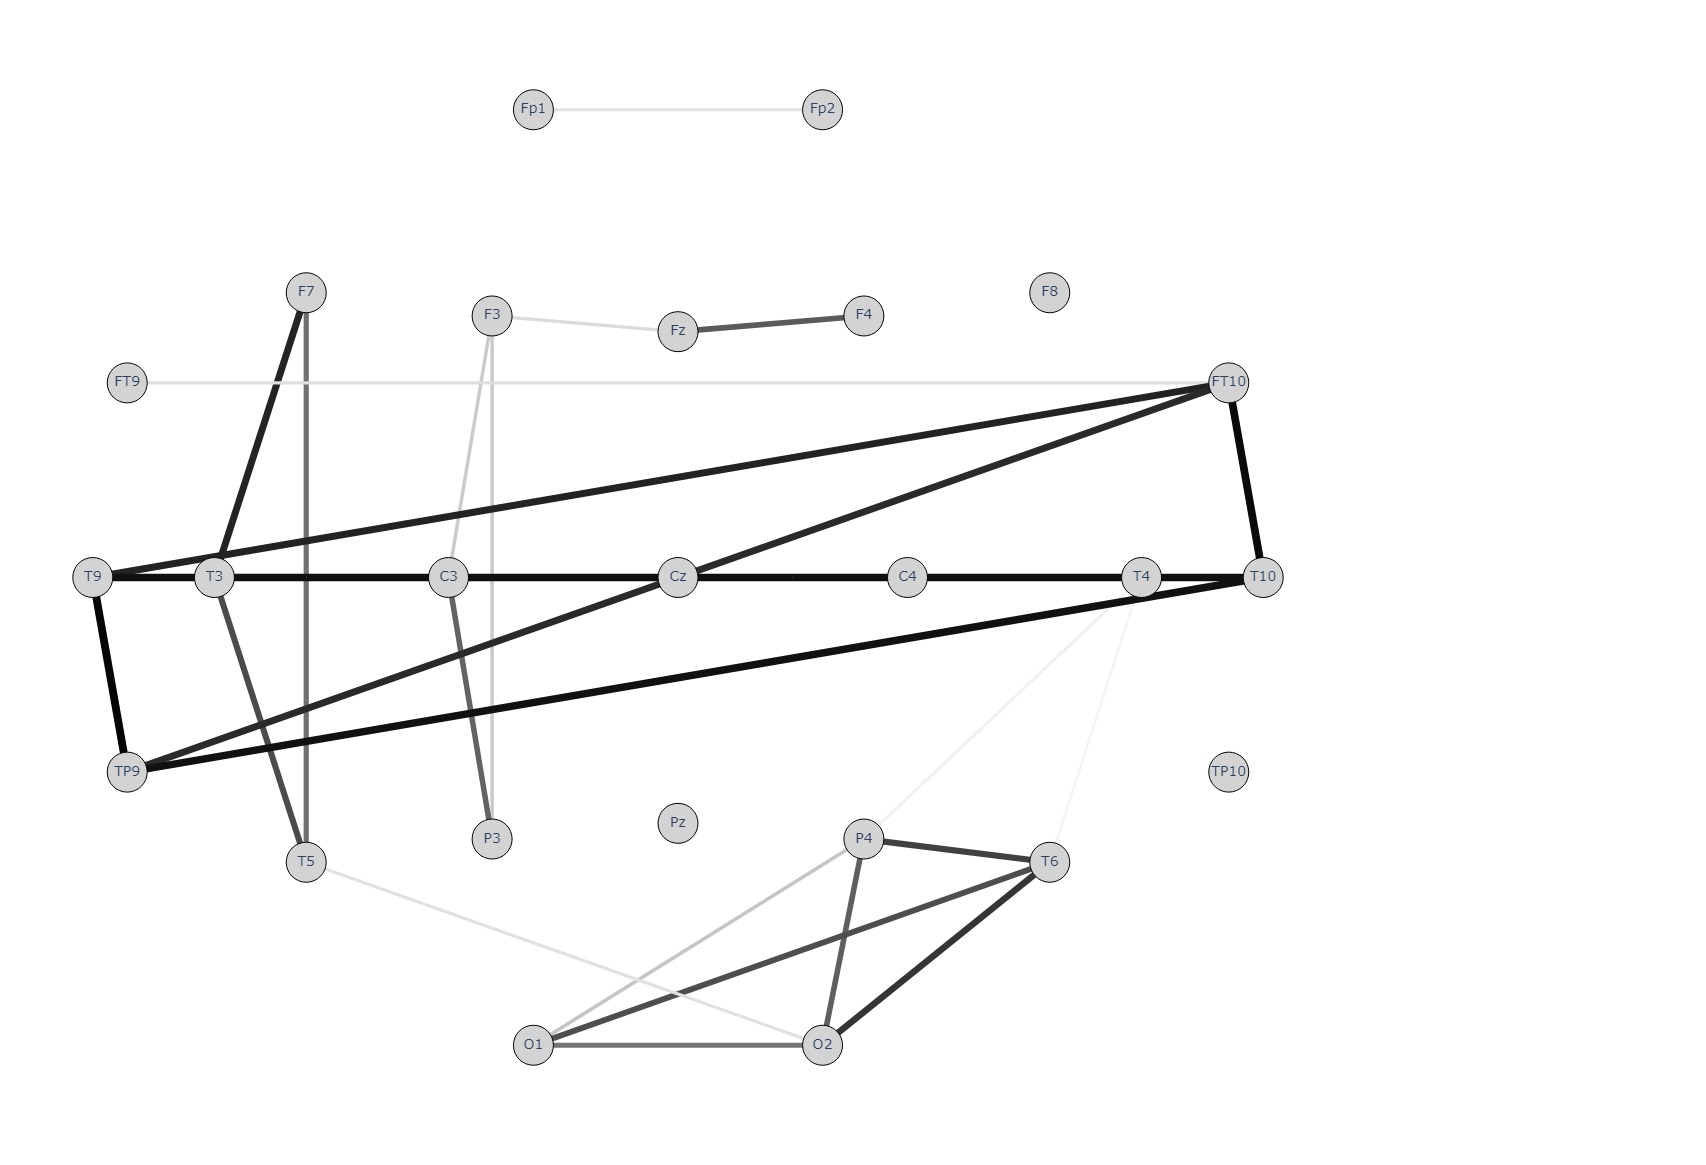 Fp1 Fp2
F7 F3 Fz F4 F8
FT9 FT10
T9 T3 C3 Cz C4 T4 T10
TP9 TP10
T5 P3 Pz P4 T6
O1 O2